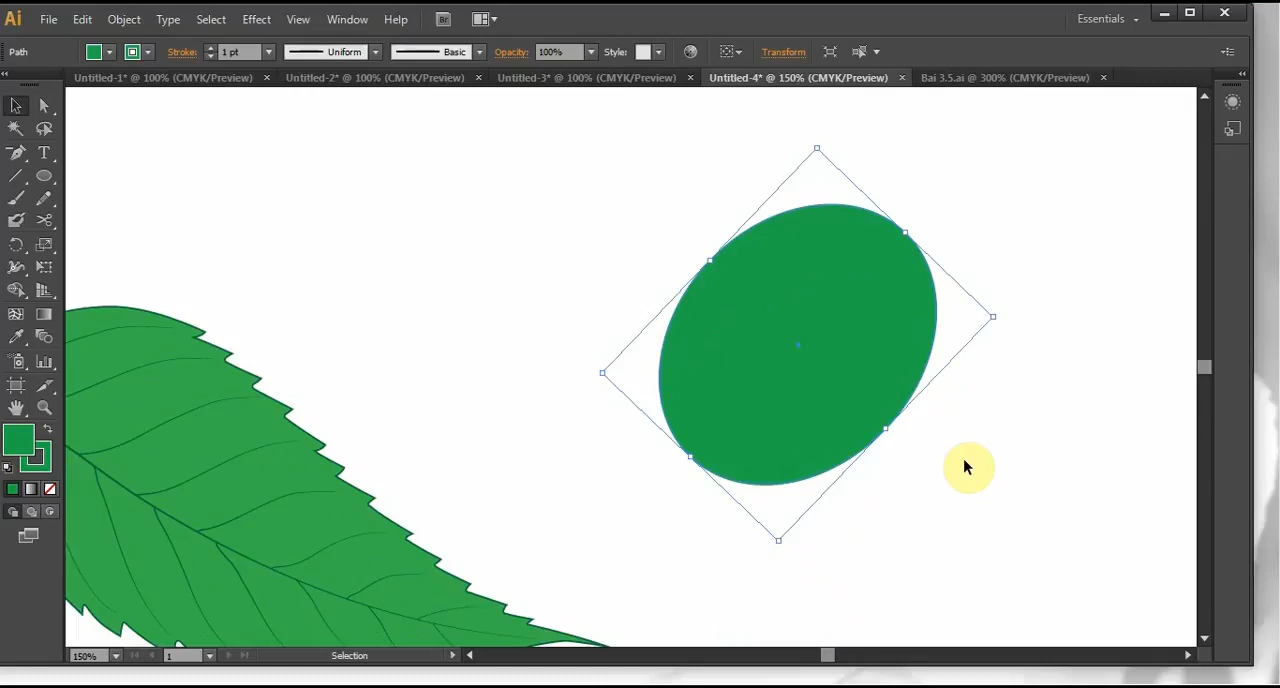 Ai File Edit Object Type Select Effect View Window Help Br Essentials
Path Stroke: 1 pt Uniform Basic Opacity: 100% Style: Transform
Untitled-1* @ 100% (CMYK/Preview) × Untitled-2* @ 100% (CMYK/Preview) × Untitled-3* @ 100% (CMYK/Preview) × Untitled-4* @ 150% (CMYK/Preview) × Bai 3.5.ai @ 300% (CMYK/Preview) ×
150% 1 Selection